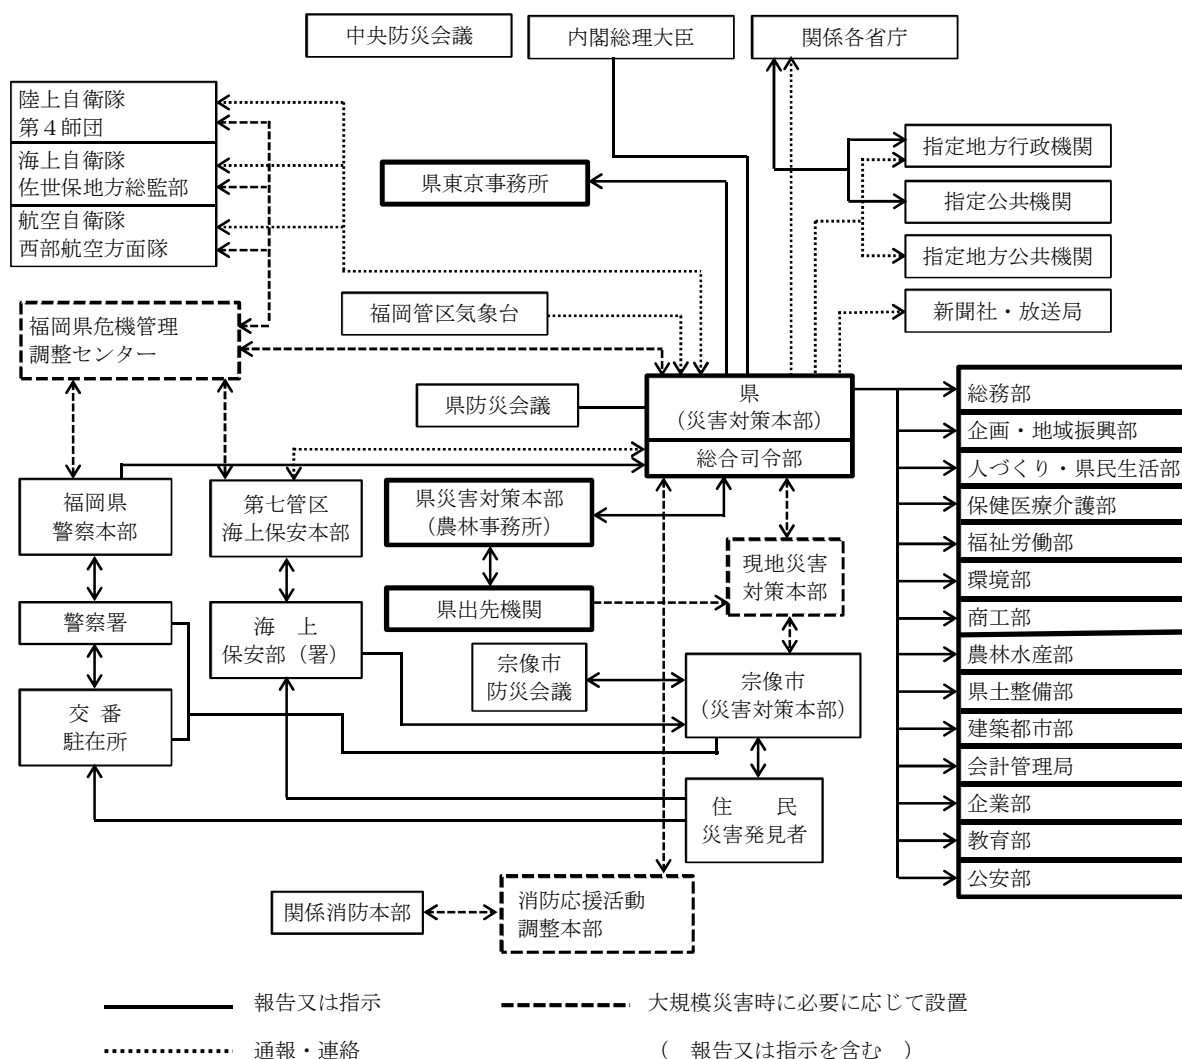 中央防災会議
内閣総理大臣
関係各省庁
陸上自衛隊
第４師団
海上自衛隊
佐世保地方総監部
航空自衛隊
西部航空方面隊
県東京事務所
指定地方行政機関
指定公共機関
指定地方公共機関
新聞社・放送局
福岡管区気象台
福岡県危機管理
調整センター
県防災会議
県
（災害対策本部）
総合司令部
総務部
企画・地域振興部
人づくり・県民生活部
保健医療介護部
福祉労働部
環境部
商工部
農林水産部
県土整備部
建築都市部
会計管理局
企業部
教育部
公安部
福岡県
警察本部
第七管区
海上保安本部
県災害対策本部
（農林事務所）
現地災害
対策本部
県出先機関
警察署
海　上
保安部（署）
宗像市
防災会議
宗像市
（災害対策本部）
交 番
駐在所
住　　民
災害発見者
関係消防本部
消防応援活動
調整本部
報告又は指示
大規模災害時に必要に応じて設置
通報・連絡
（　報告又は指示を含む　）